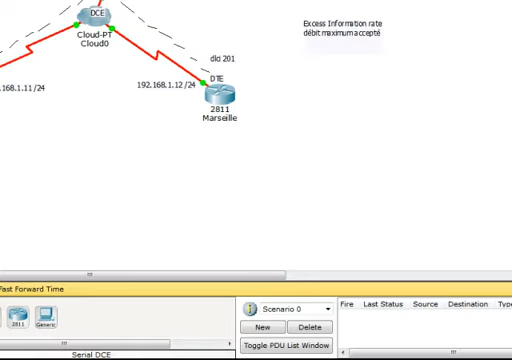 DCE
Cloud-PT
Cloud0
Excess Information rate
débit maximum accepté
dlci 201
.168.1.11 /24
192.168.1.12 /24
DTE
2811
Marseille
Fast Forward Time
2811
Generic
Serial DCE
Scenario 0
New
Delete
Toggle PDU List Window
Fire
Last Status
Source
Destination
Type